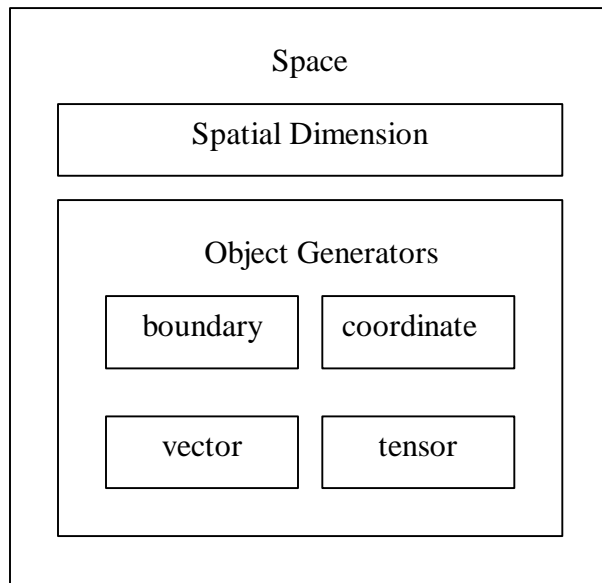 Space
Spatial Dimension
Object Generators
boundary coordinate
vector tensor